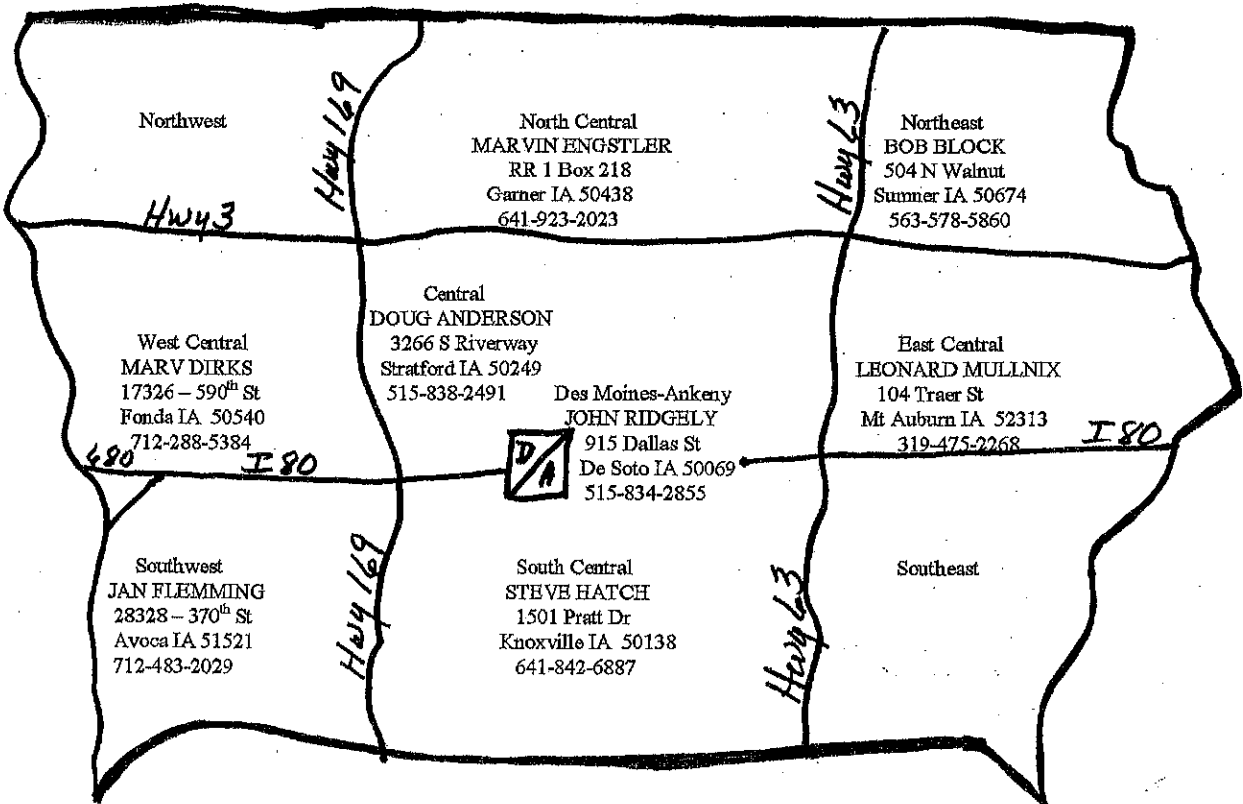 Northwest
Hwy 169
North Central
MARVIN ENGSTLER
RR 1 Box 218
Garner IA 50438
641-923-2023
Hwy 63
Northeast
BOB BLOCK
504 N Walnut
Sumner IA 50674
563-578-5860
Hwy 3
West Central
MARV DIRKS
17326 – 590th St
Fonda IA 50540
712-288-5384
Central
DOUG ANDERSON
3266 S Riverway
Stratford IA 50249
515-838-2491
Des Moines-Ankeny
JOHN RIDGELY
915 Dallas St
De Soto IA 50069
515-834-2855
D/A
East Central
LEONARD MULLNIX
104 Traer St
Mt Auburn IA 52313
319-475-2268
I 80
480
I 80
Southwest
JAN FLEMMING
28328 – 370th St
Avoca IA 51521
712-483-2029
Hwy 169
South Central
STEVE HATCH
1501 Pratt Dr
Knoxville IA 50138
641-842-6887
Hwy 63
Southeast